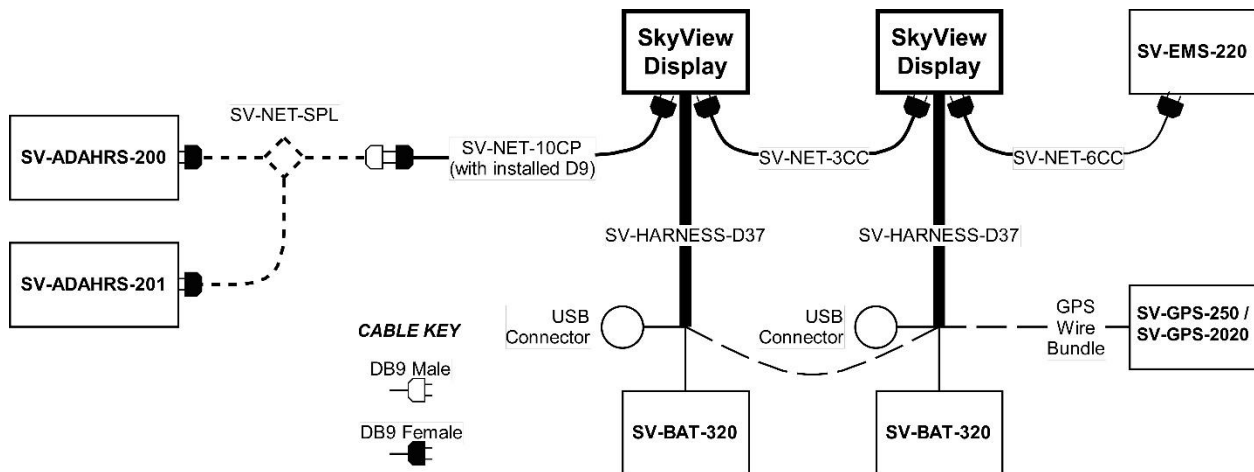 SkyView
Display
SkyView
Display
SV-EMS-220
SV-NET-SPL
SV-ADAHRS-200
SV-NET-10CP
(with installed D9)
SV-NET-3CC
SV-NET-6CC
SV-HARNESS-D37
SV-HARNESS-D37
SV-ADAHRS-201
USB
Connector
USB
Connector
GPS
Wire
Bundle
SV-GPS-250 /
SV-GPS-2020
CABLE KEY
DB9 Male
DB9 Female
SV-BAT-320
SV-BAT-320